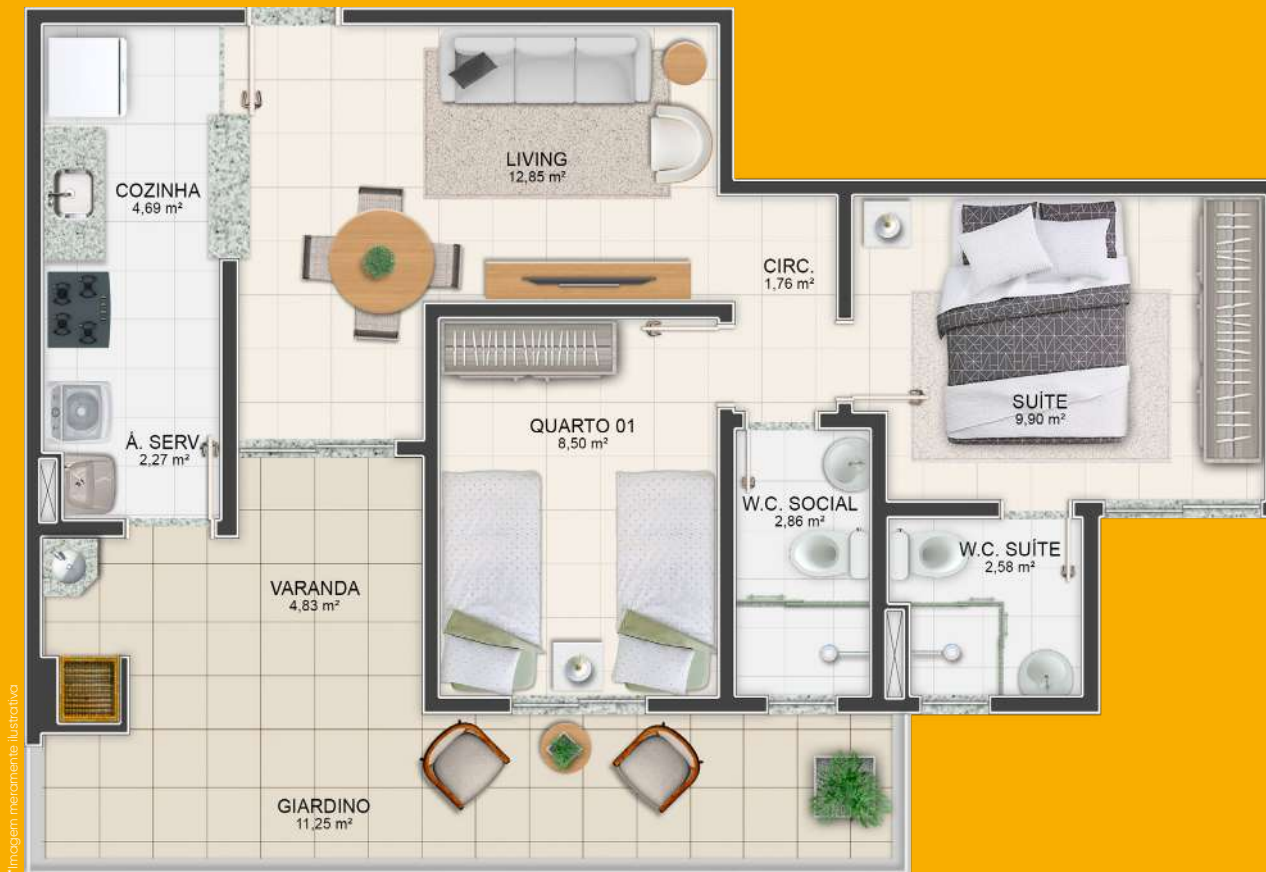 LIVING
12,85 m²
COZINHA
4,69 m²
CIRC.
1,76 m²
SUÍTE
9,90 m²
QUARTO 01
8,50 m²
Á. SERV.
2,27 m²
W.C. SOCIAL
2,86 m²
W.C. SUÍTE
2,58 m²
VARANDA
4,83 m²
GIARDINO
11,25 m²
*Imagem meramente ilustrativa